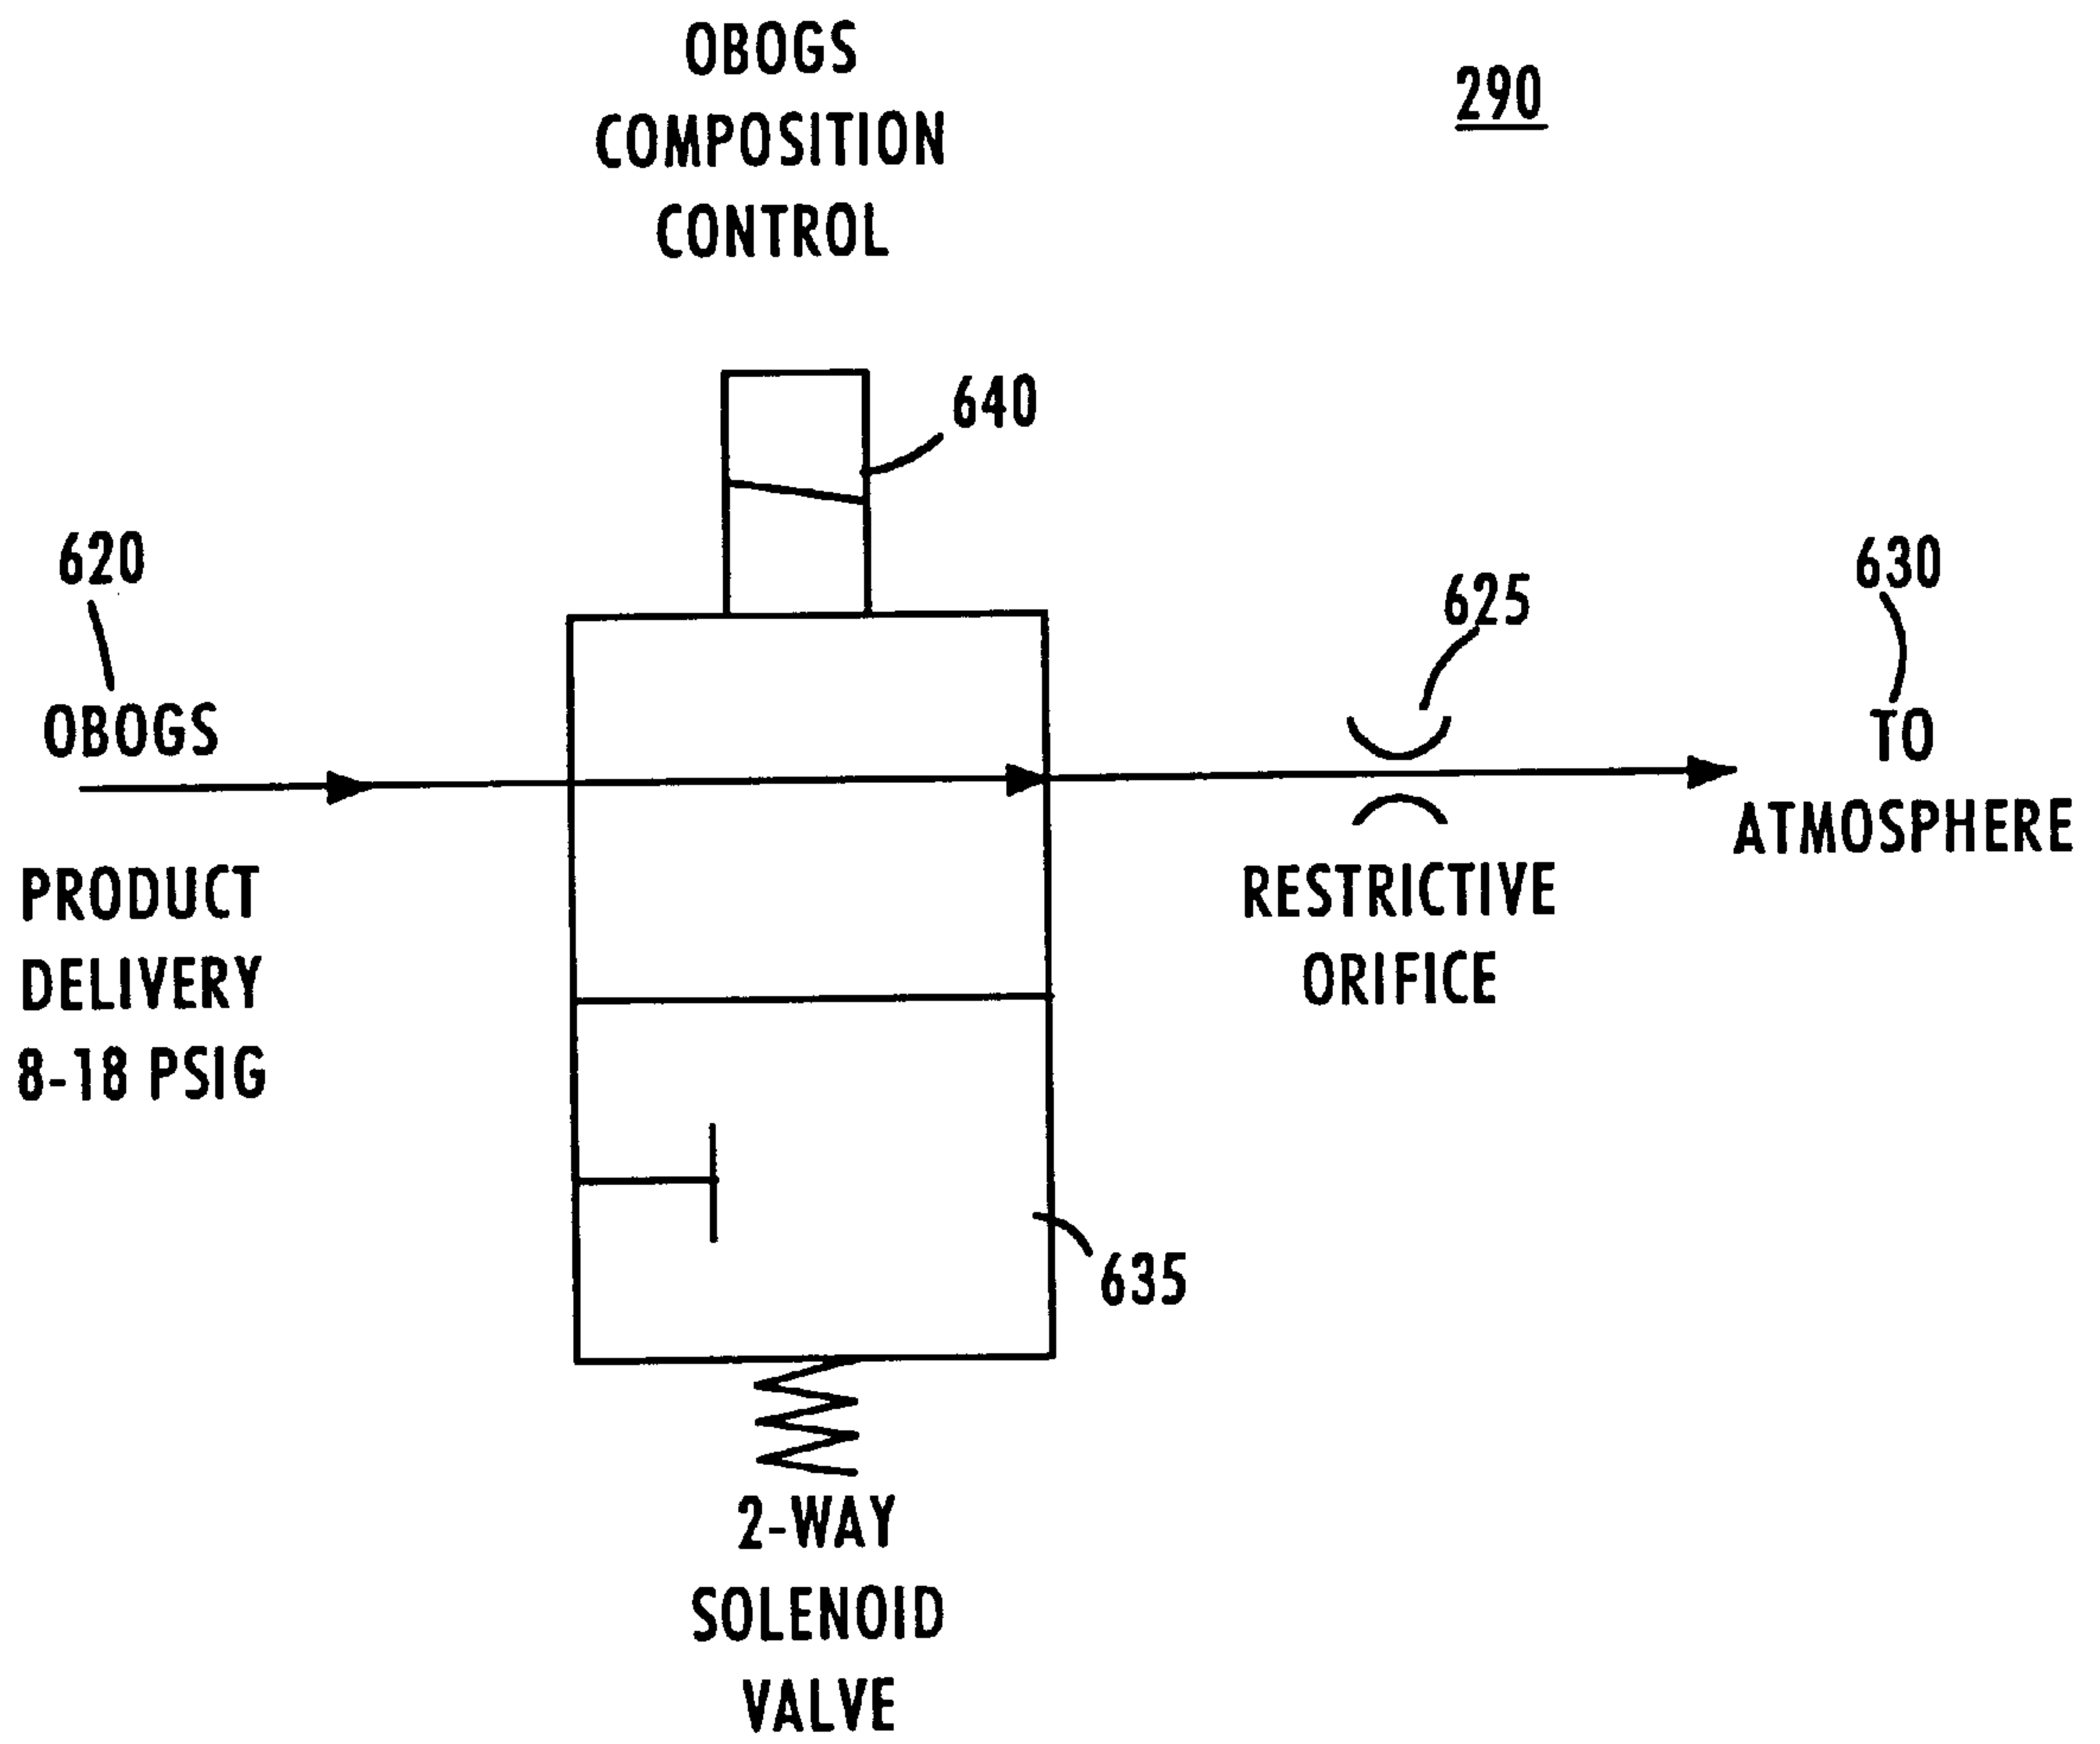 OBOGS
COMPOSITION
CONTROL
290
640
620
OBOGS
PRODUCT
DELIVERY
8-18 PSIG
625
RESTRICTIVE
ORIFICE
630
TO
ATMOSPHERE
635
2-WAY
SOLENOID
VALVE